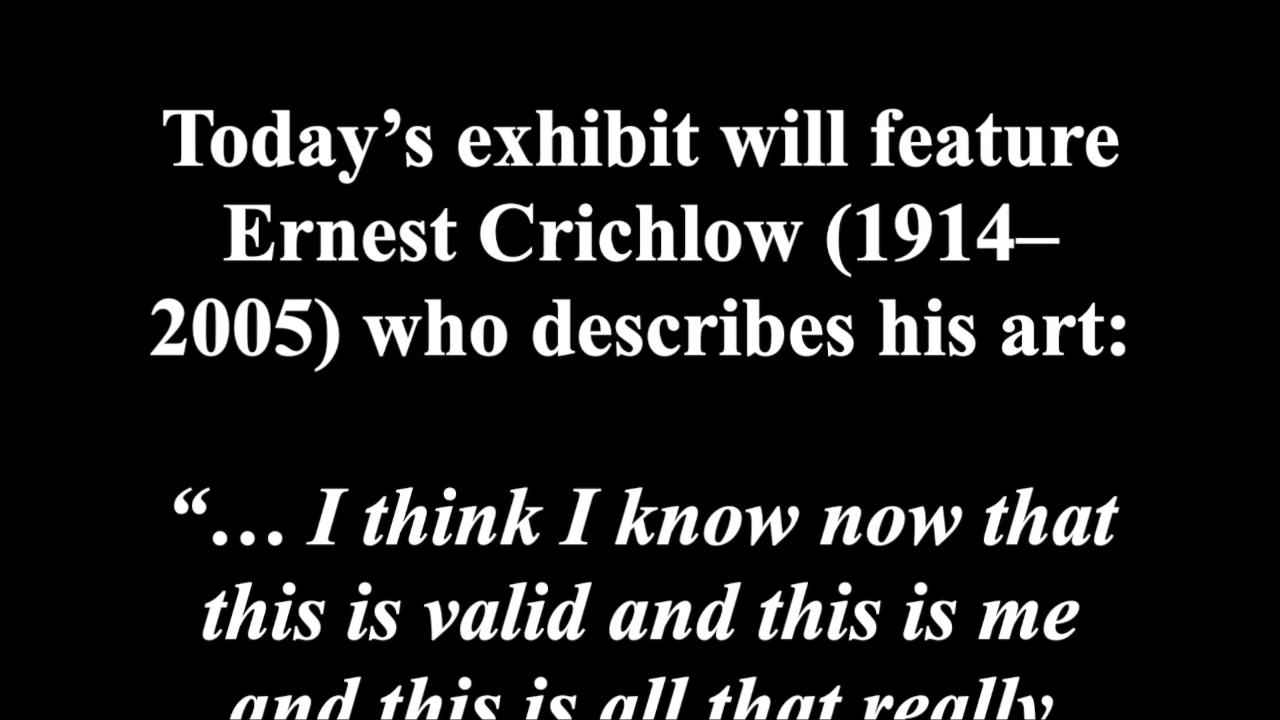 Today’s exhibit will feature
Ernest Crichlow (1914–
2005) who describes his art:
“… I think I know now that
this is valid and this is me
and this is all that really